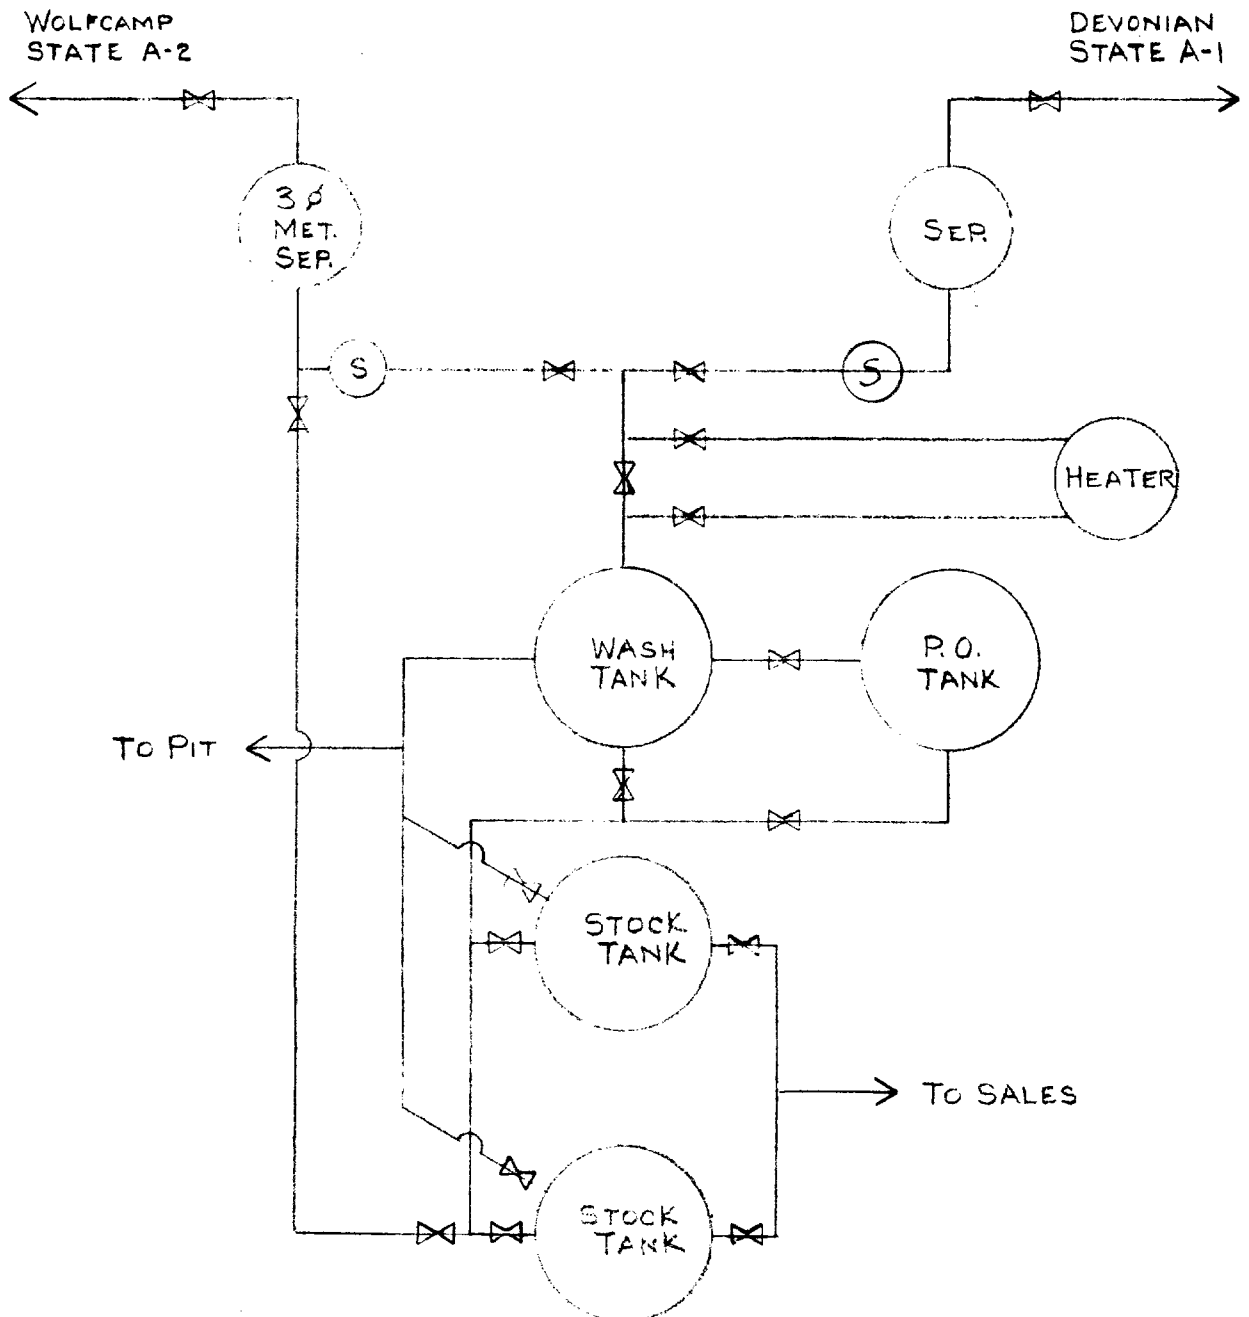 WOLFCAMP
STATE A-2
DEVONIAN
STATE A-1
3 ϕ
MET.
SEP.
SEP.
S
S
HEATER
WASH
TANK
P.O.
TANK
TO PIT
STOCK
TANK
TO SALES
STOCK
TANK